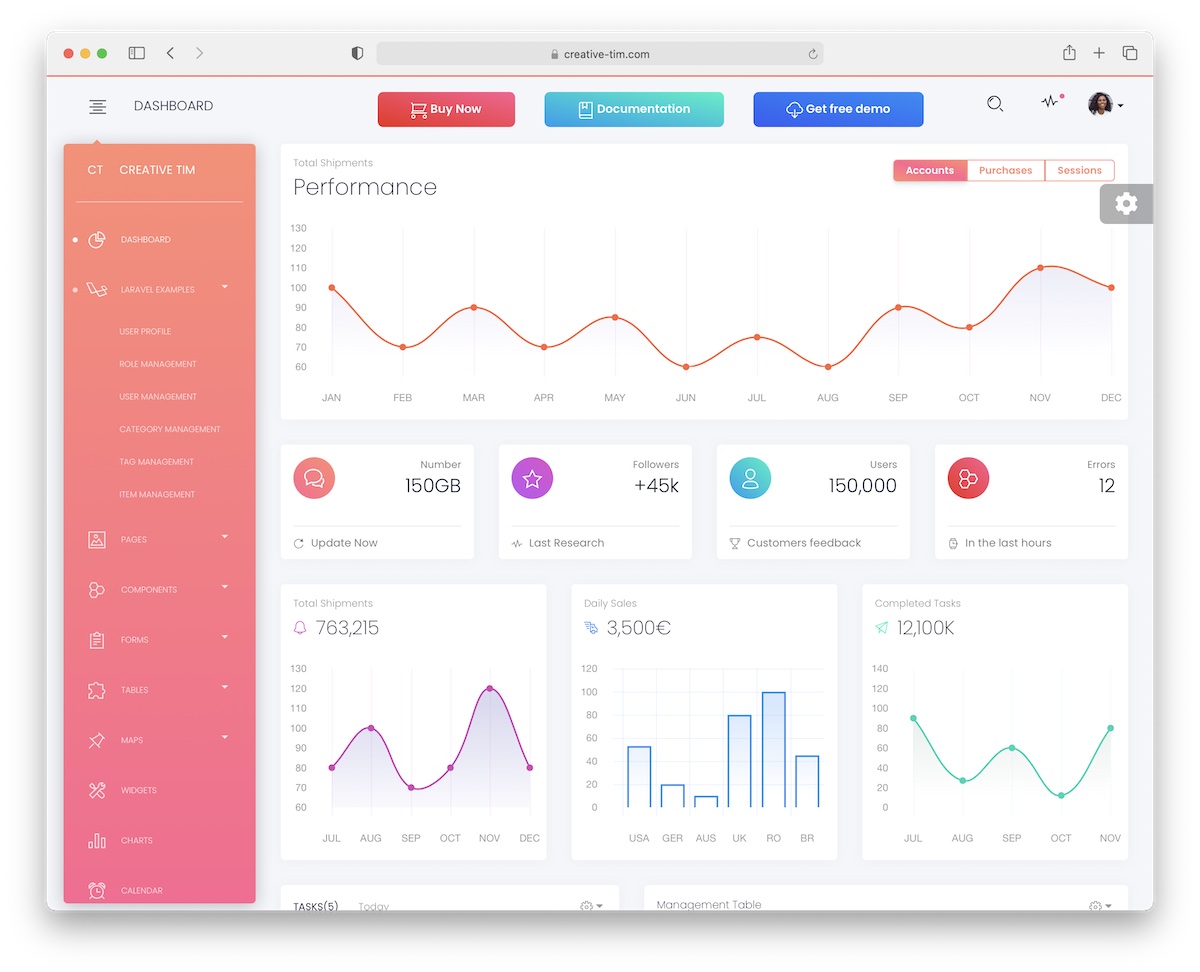 creative-tim.com
DASHBOARD
Buy Now
Documentation
Get free demo
CT CREATIVE TIM
DASHBOARD
LARAVEL EXAMPLES
USER PROFILE
ROLE MANAGEMENT
USER MANAGEMENT
CATEGORY MANAGEMENT
TAG MANAGEMENT
ITEM MANAGEMENT
PAGES
COMPONENTS
FORMS
TABLES
MAPS
WIDGETS
CHARTS
CALENDAR
Total Shipments
Performance
Accounts Purchases Sessions
130
120
110
100
90
80
70
60
JAN FEB MAR APR MAY JUN JUL AUG SEP OCT NOV DEC
Number
150GB
Update Now
Followers
+45k
Last Research
Users
150,000
Customers feedback
Errors
12
In the last hours
Total Shipments
763,215
130
120
110
100
90
80
70
60
JUL AUG SEP OCT NOV DEC
Daily Sales
3,500€
120
100
80
60
40
20
0
USA GER AUS UK RO BR
Completed Tasks
12,100K
140
120
100
80
60
40
20
0
JUL AUG SEP OCT NOV
TASKS(5) Today
Management Table